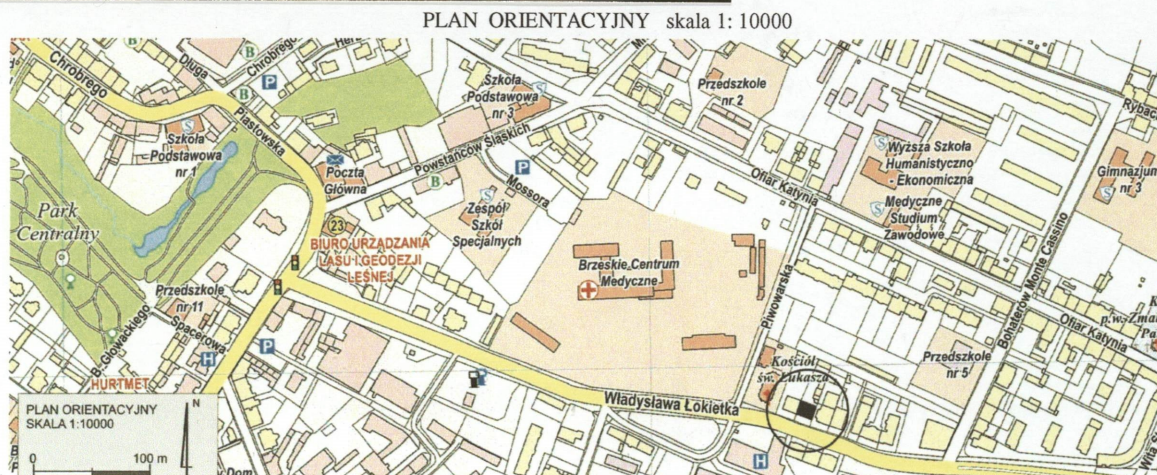 PLAN ORIENTACYJNY skala 1: 10000
Chrobrego
Długa
Chrobrego
B
B
P
Piastowska
Szkoła
Podstawowa
nr 1
Poczta
Główna
Szkoła
Podstawowa
nr 3
Powstańców Śląskich
B
P
Mossora
Zespół
Szkół
Specjalnych
Przedszkole
nr 2
Ofiar Katynia
Wyższa Szkoła
Humanistyczno
- Ekonomiczna
Medyczne
Studium
Zawodowe
Gimnazjum
nr 3
Park
Centralny
23
BIURO URZĄDZANIA
LASU I GEODEZJI
LEŚNEJ
Brzeskie Centrum
Medyczne
Piwowarska
Bohaterów Monte Cassino
Ofiar Katynia
Przedszkole
nr 11
Spacerowa
B. Głowackiego
H
P
HURTMET
Kościół
św. Łukasza
Przedszkole
nr 5
Władysława Łokietka
H
PLAN ORIENTACYJNY
SKALA 1:10000
N
0 100 m